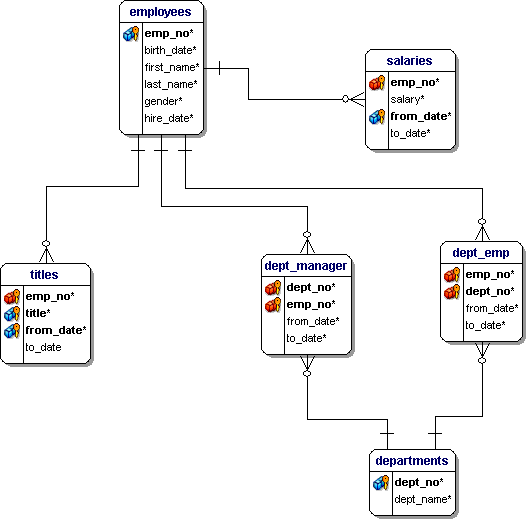 employees
emp_no*
birth_date*
first_name*
last_name*
gender*
hire_date*
salaries
emp_no*
salary*
from_date*
to_date*
titles
emp_no*
title*
from_date*
to_date
dept_manager
dept_no*
emp_no*
from_date*
to_date*
dept_emp
emp_no*
dept_no*
from_date*
to_date*
departments
dept_no*
dept_name*